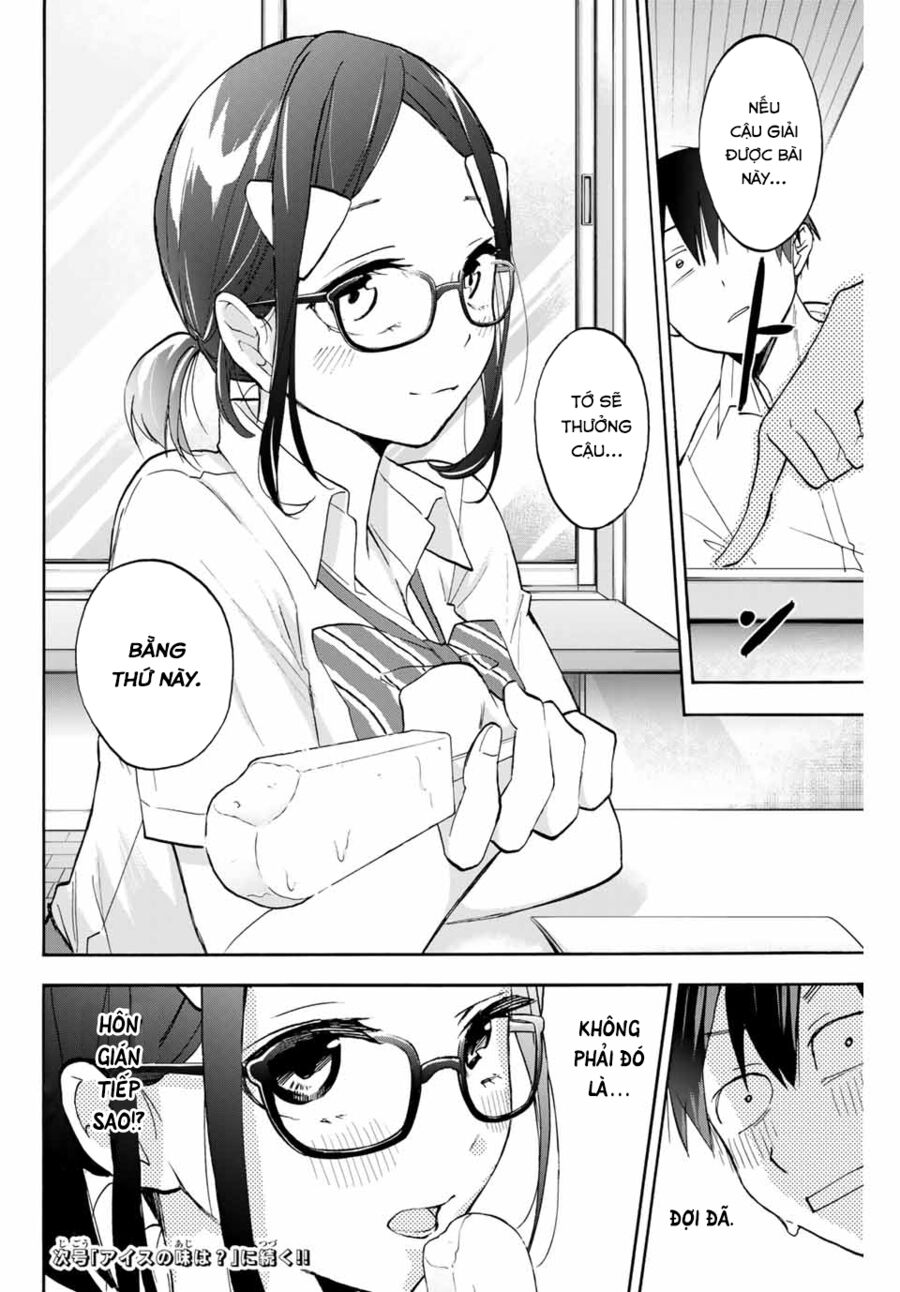 NẾU
CẬU GIẢI
ĐƯỢC BÀI
NÀY...
TỚ SẼ
THƯỞNG
CẬU...
BẰNG
THỨ NÀY.
KHÔNG
PHẢI ĐÓ
LÀ...
ĐỢI ĐÃ.
HÔN
GIÁN
TIẾP
SAO!?
次号「アイスの味は？」に続く!!